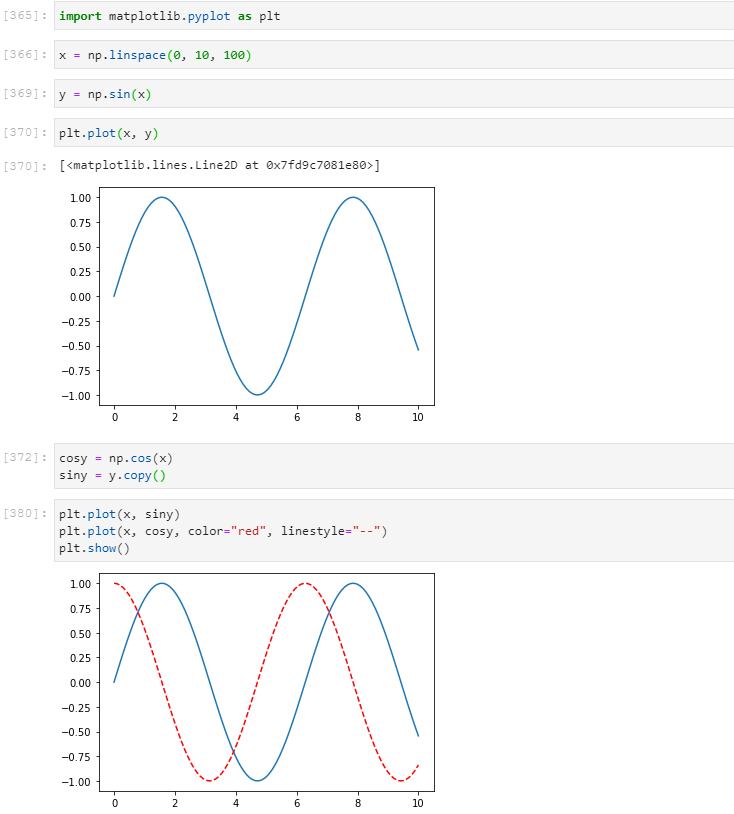 [365]: import matplotlib.pyplot as plt
[366]: x = np.linspace(0, 10, 100)
[369]: y = np.sin(x)
[370]: plt.plot(x, y)
[370]: [<matplotlib.lines.Line2D at 0x7fd9c7081e80>]
1.00
0.75
0.50
0.25
0.00
−0.25
−0.50
−0.75
−1.00
0 2 4 6 8 10
[372]: cosy = np.cos(x)
siny = y.copy()
[380]: plt.plot(x, siny)
plt.plot(x, cosy, color="red", linestyle="--")
plt.show()
1.00
0.75
0.50
0.25
0.00
−0.25
−0.50
−0.75
−1.00
0 2 4 6 8 10